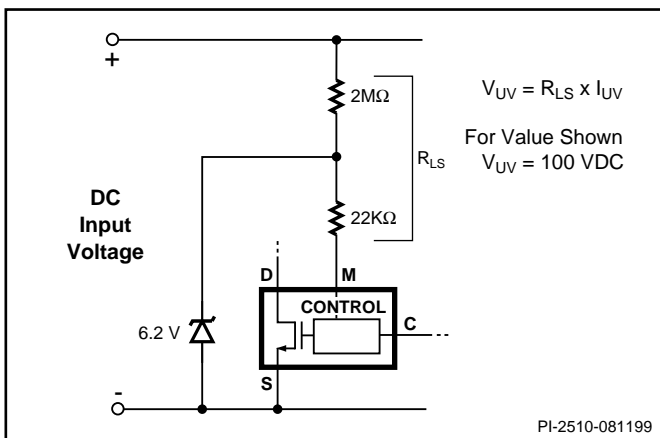 +
2MΩ
V_UV = R_LS x I_UV
For Value Shown
V_UV = 100 VDC
R_LS
DC
Input
Voltage
22KΩ
D
M
CONTROL
C
6.2 V
S
-
PI-2510-081199